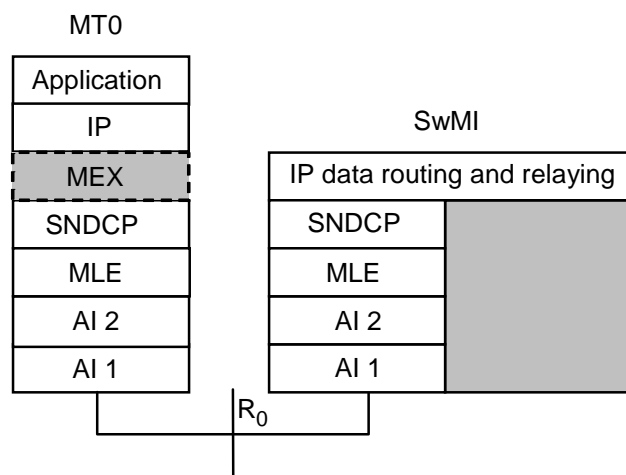 MT0
Application
IP
MEX
SNDCP
MLE
AI 2
AI 1
SwMI
IP data routing and relaying
SNDCP
MLE
AI 2
AI 1
R0